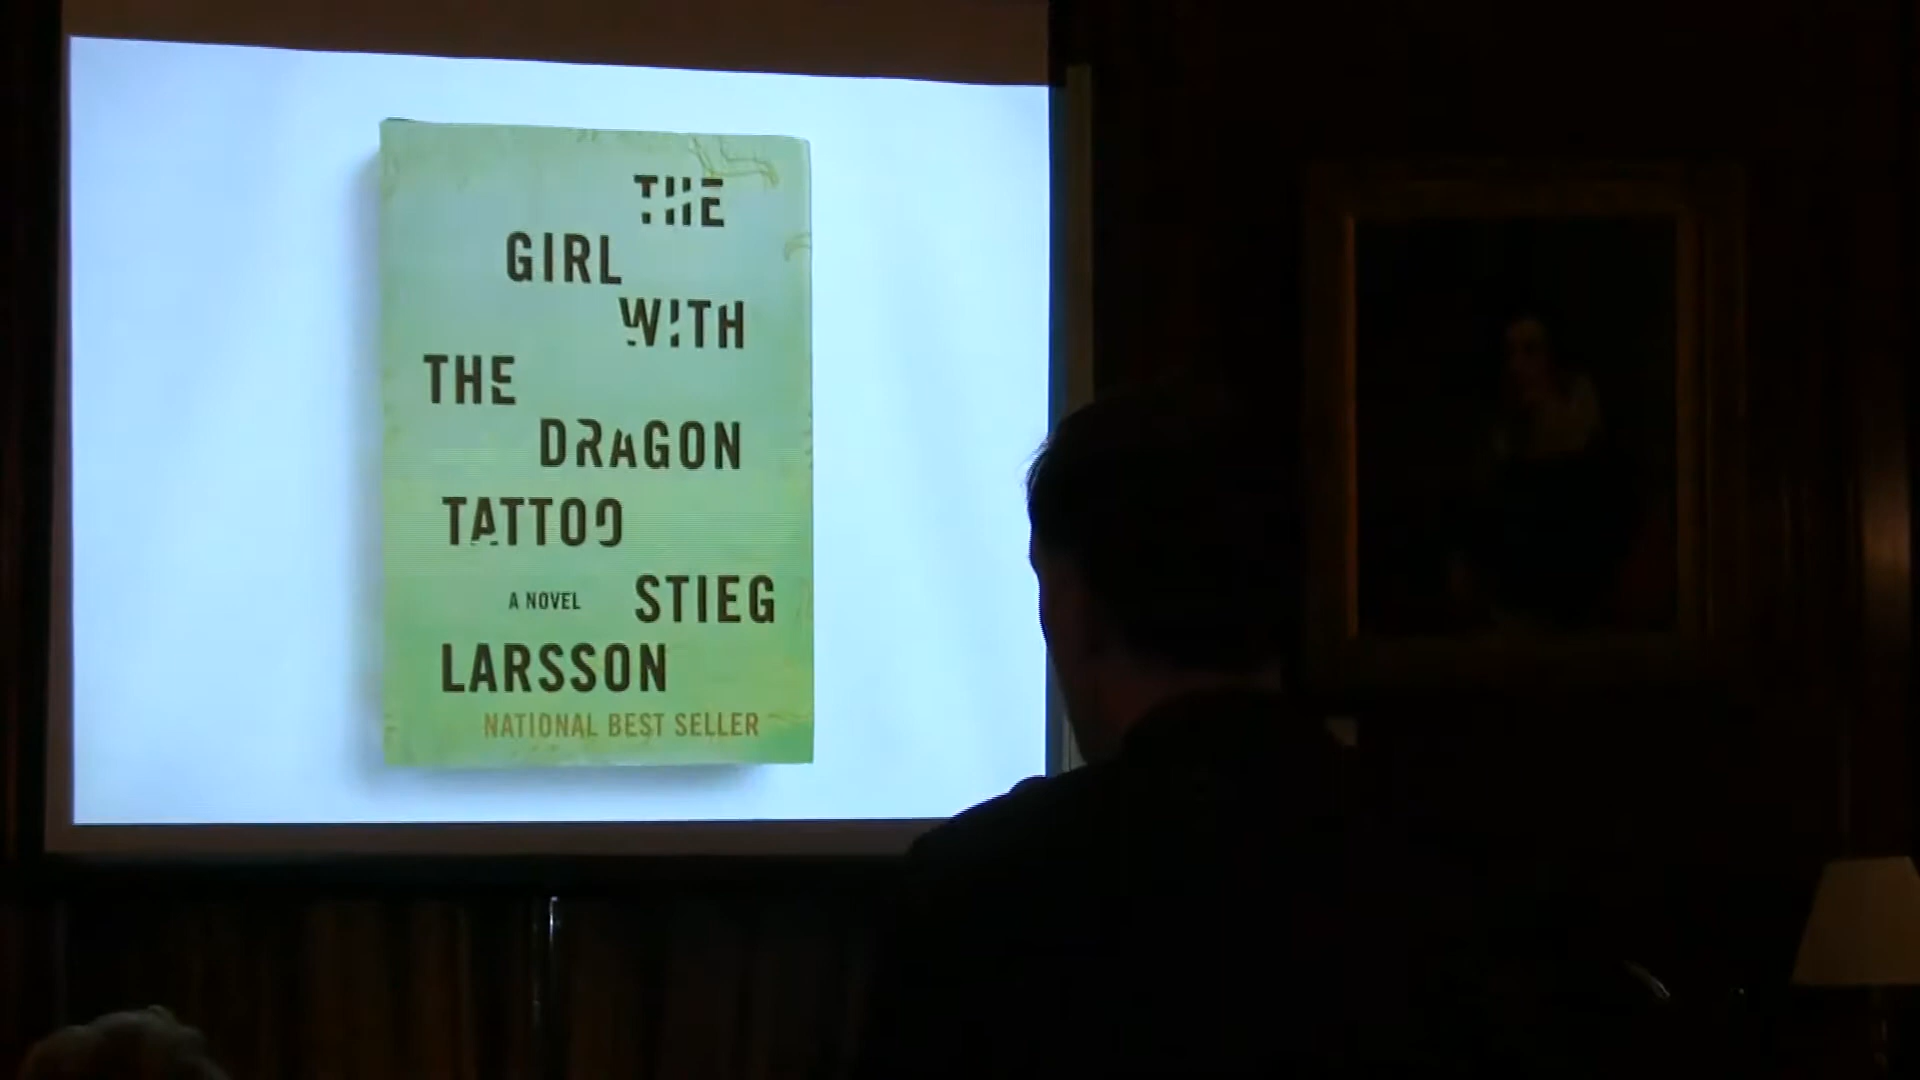 THE
GIRL
WITH
THE
DRAGON
TATTOO
A NOVEL STIEG
LARSSON
NATIONAL BEST SELLER